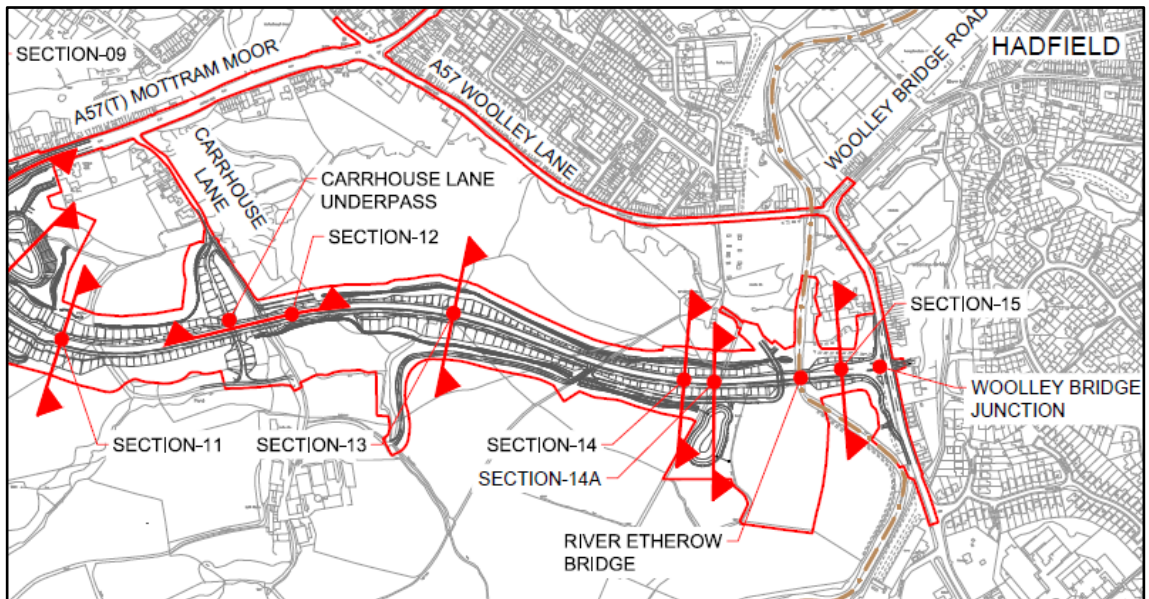 SECTION-09
A57(T) MOTTRAM MOOR
A57 WOOLLEY LANE
WOOLLEY BRIDGE ROAD
HADFIELD
CARRHOUSE
LANE
CARRHOUSE LANE
UNDERPASS
SECTION-12
SECTION-15
WOOLLEY BRIDGE
JUNCTION
SECTION-11
SECTION-13
SECTION-14
SECTION-14A
RIVER ETHEROW
BRIDGE